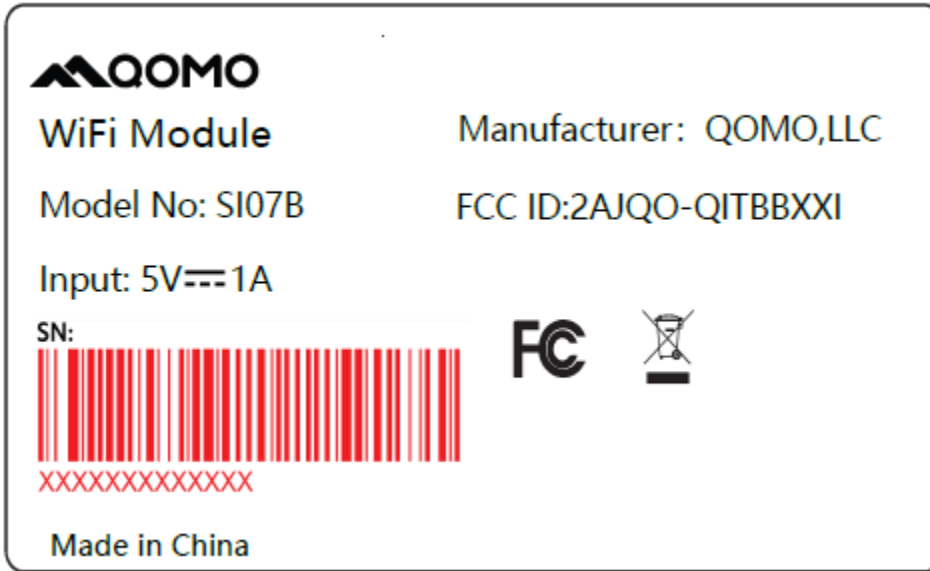 QOMO
WiFi Module
Manufacturer: QOMO,LLC
Model No: SI07B
FCC ID:2AJQO-QITBBXXI
Input: 5V⎓1A
SN:
FC
XXXXXXXXXXXXX
Made in China